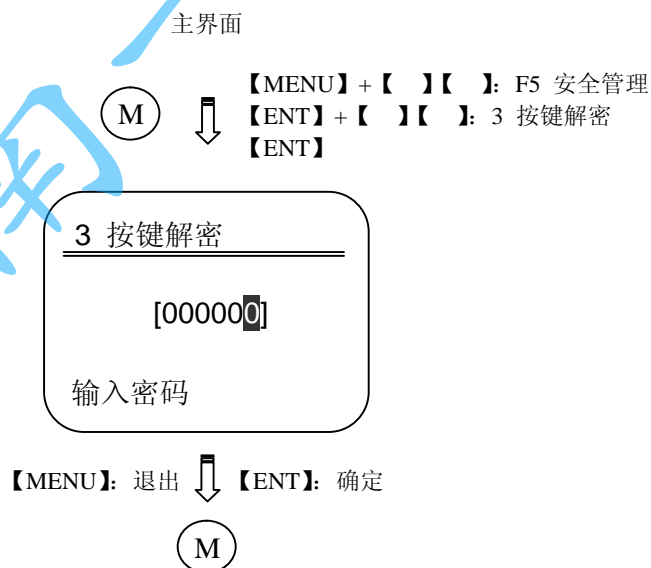 主界面
【MENU】+【 】【 】: F5 安全管理
M
【ENT】+【 】【 】: 3 按键解密
【ENT】
3 按键解密
[000000]
输入密码
【MENU】: 退出 【ENT】: 确定
M